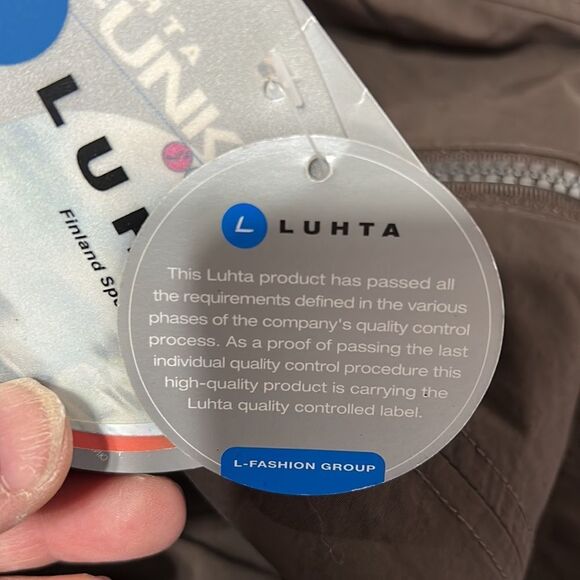 LUHTA
Finland Sp
L LUHTA
This Luhta product has passed all
the requirements defined in the various
phases of the company's quality control
process. As a proof of passing the last
individual quality control procedure this
high-quality product is carrying the
Luhta quality controlled label.
L-FASHION GROUP